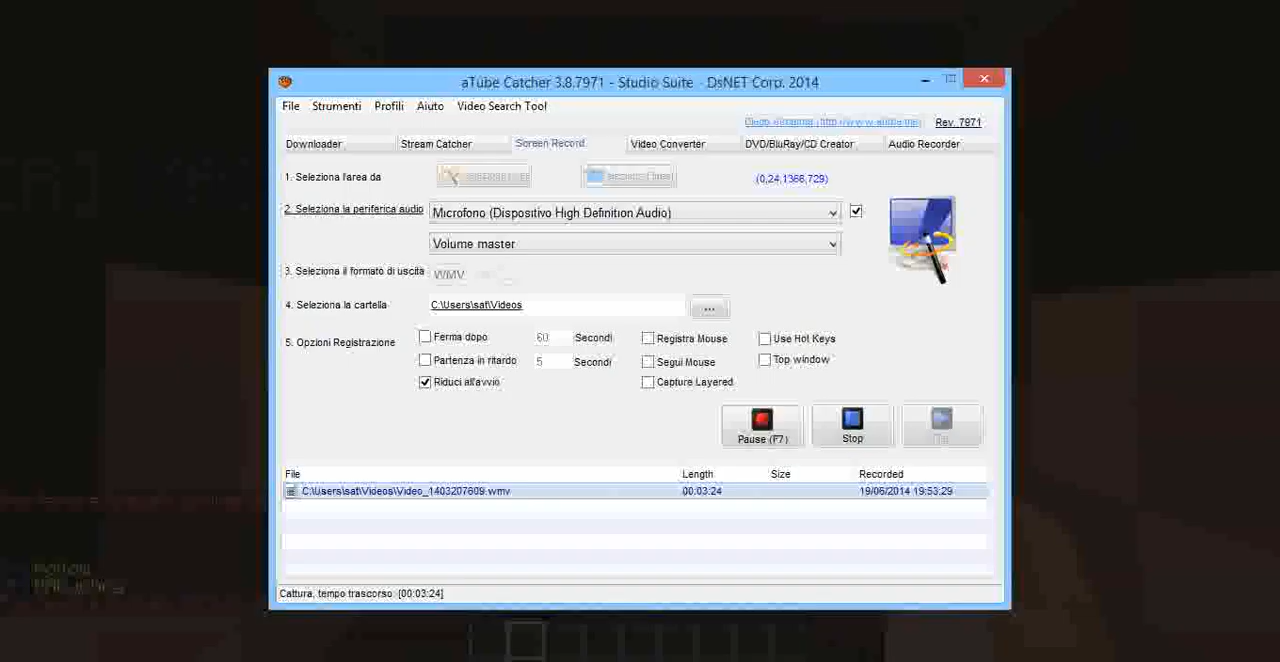 aTube Catcher 3.8.7971 - Studio Suite - DsNET Corp. 2014
File Strumenti Profili Aiuto Video Search Tool
Rev. 7971
Downloader Stream Catcher Screen Record Video Converter DVD/BluRay/CD Creator Audio Recorder
1. Seleziona l'area da
(0,24,1366,729)
2. Seleziona la periferica audio Microfono (Dispositivo High Definition Audio)
Volume master
3. Seleziona il formato di uscita WMV
4. Seleziona la cartella C:\Users\sat\Videos ...
5. Opzioni Registrazione
Ferma dopo 60 Secondi Registra Mouse Use Hot Keys
Partenza in ritardo 5 Secondi Segui Mouse Top window
Riduci all'avvio Capture Layered
Pause (F7) Stop
File Length Size Recorded
C:\Users\sat\Videos\Video_1403207609.wmv 00:03:24 19/06/2014 19:53:29
Cattura, tempo trascorso: [00:03:24]